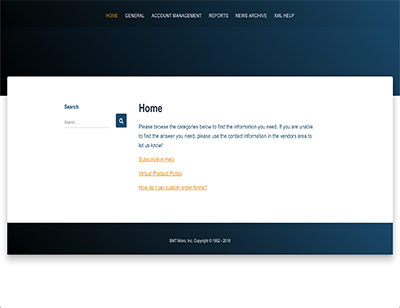 HOME GENERAL ACCOUNT MANAGEMENT REPORTS NEWS ARCHIVE XML HELP
Search
Search ...
Home
Please browse the categories below to find the information you need. If you are unable
to find the answer you need, please use the contact information in the vendors area to
let us know!
Subscription Help
Virtual Product Policy
How do I get custom order forms?
BMT Micro, Inc. Copyright © 1992 - 2018